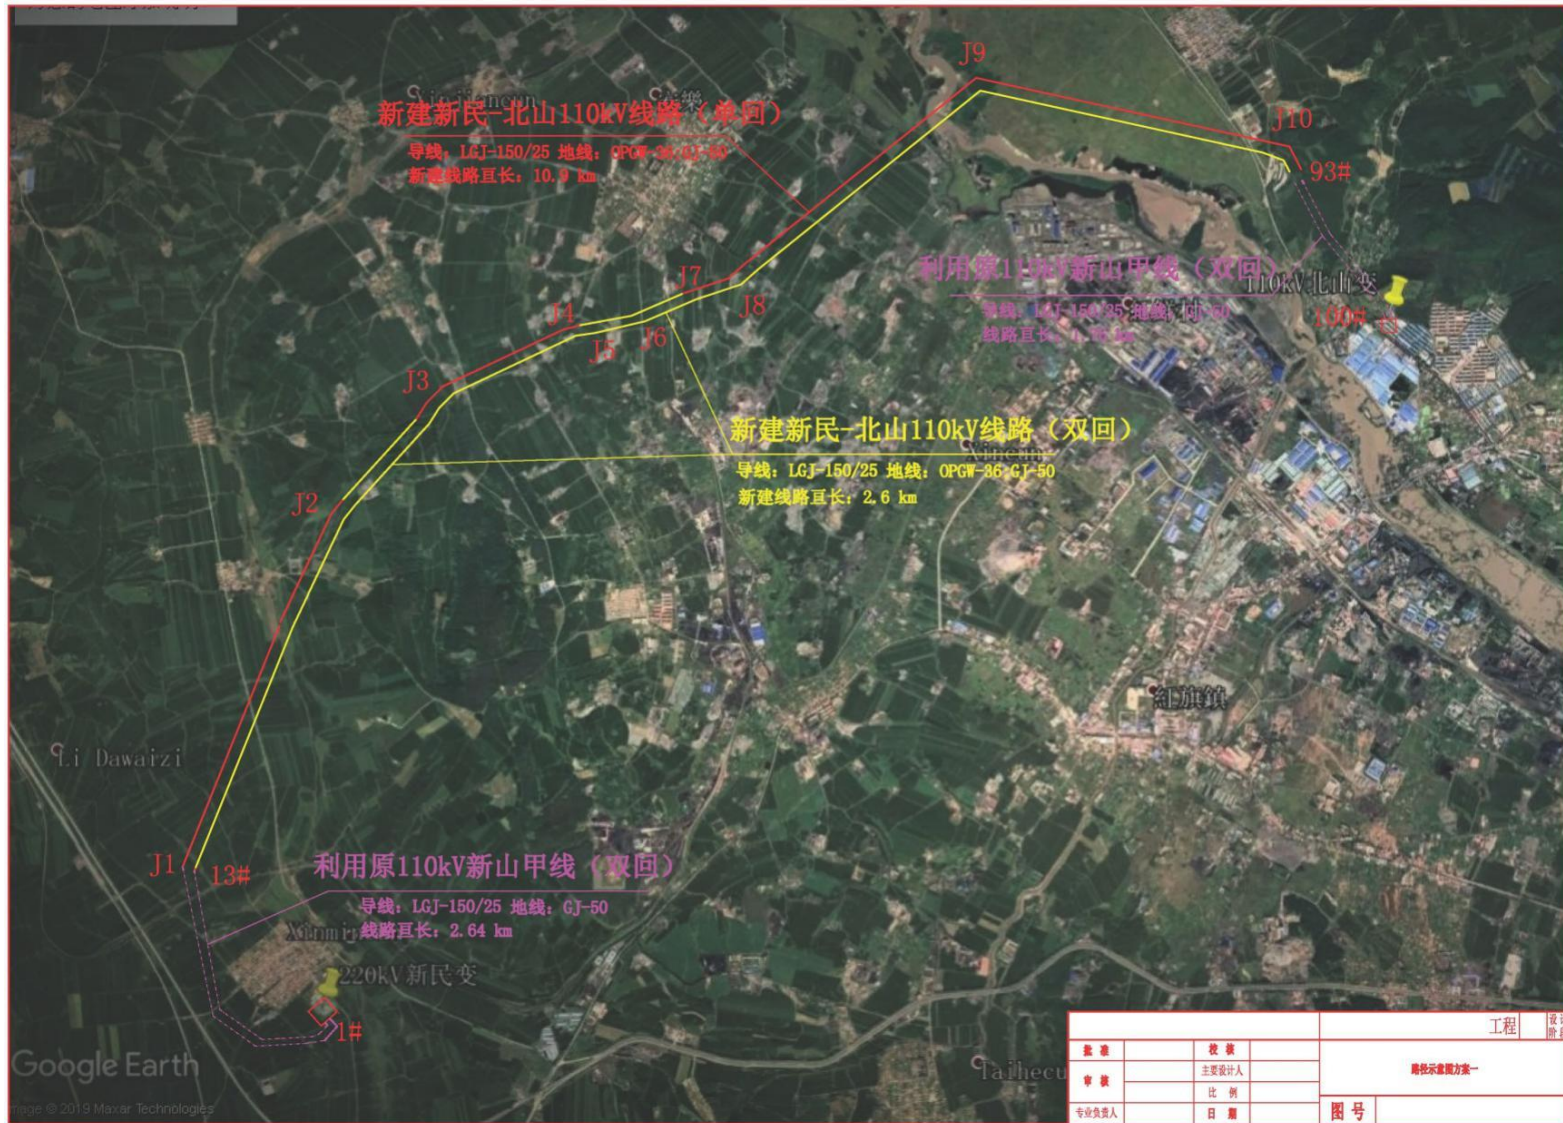 J9
J10
93#
新建新民-北山110kV线路（单回）
导线：LGJ-150/25 地线：OPGW-36;GJ-50
新建线路亘长：10.9 km
利用原110kV新山甲线（双回）
导线：LGJ-150/25 地线：GJ-50
110kV北山变
100#
J7
J8
J4
J5
J6
J3
新建新民-北山110kV线路（双回）
导线：LGJ-150/25 地线：OPGW-36;GJ-50
新建线路亘长：2.6 km
J2
紅旗鎮
Li Dawaizi
J1
13#
利用原110kV新山甲线（双回）
导线：LGJ-150/25 地线：GJ-50
线路亘长：2.64 km
220kV新民变
1#
Google Earth
© 2019 Maxar Technologies
工程
批 准
校 核
审 核
主要设计人
路径示意图方案一
比 例
专业负责人
日 期
图 号